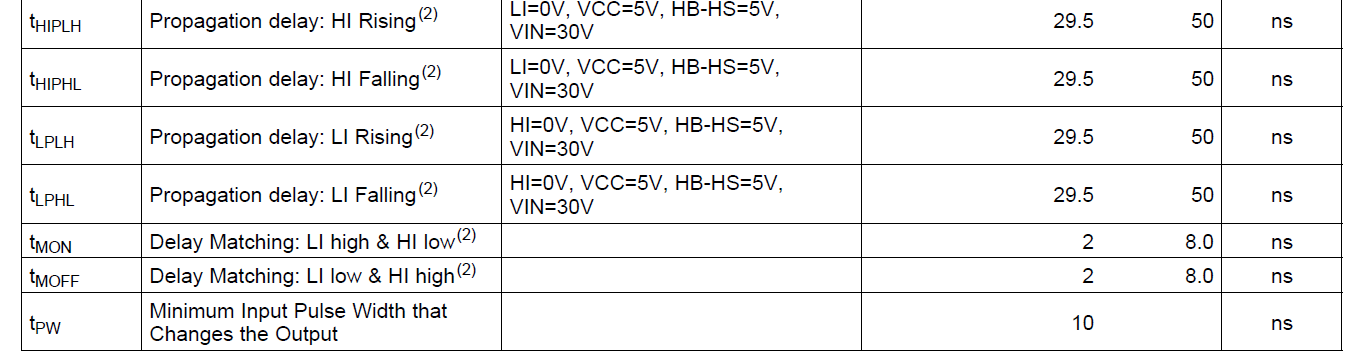 tHIPLH Propagation delay: HI Rising(2) LI=0V, VCC=5V, HB-HS=5V, 29.5 50 ns
VIN=30V
tHIPHL Propagation delay: HI Falling(2) LI=0V, VCC=5V, HB-HS=5V, 29.5 50 ns
VIN=30V
tLPLH Propagation delay: LI Rising(2) HI=0V, VCC=5V, HB-HS=5V, 29.5 50 ns
VIN=30V
tLPHL Propagation delay: LI Falling(2) HI=0V, VCC=5V, HB-HS=5V, 29.5 50 ns
VIN=30V
tMON Delay Matching: LI high & HI low(2) 2 8.0 ns
tMOFF Delay Matching: LI low & HI high(2) 2 8.0 ns
tPW Minimum Input Pulse Width that 10 ns
Changes the Output